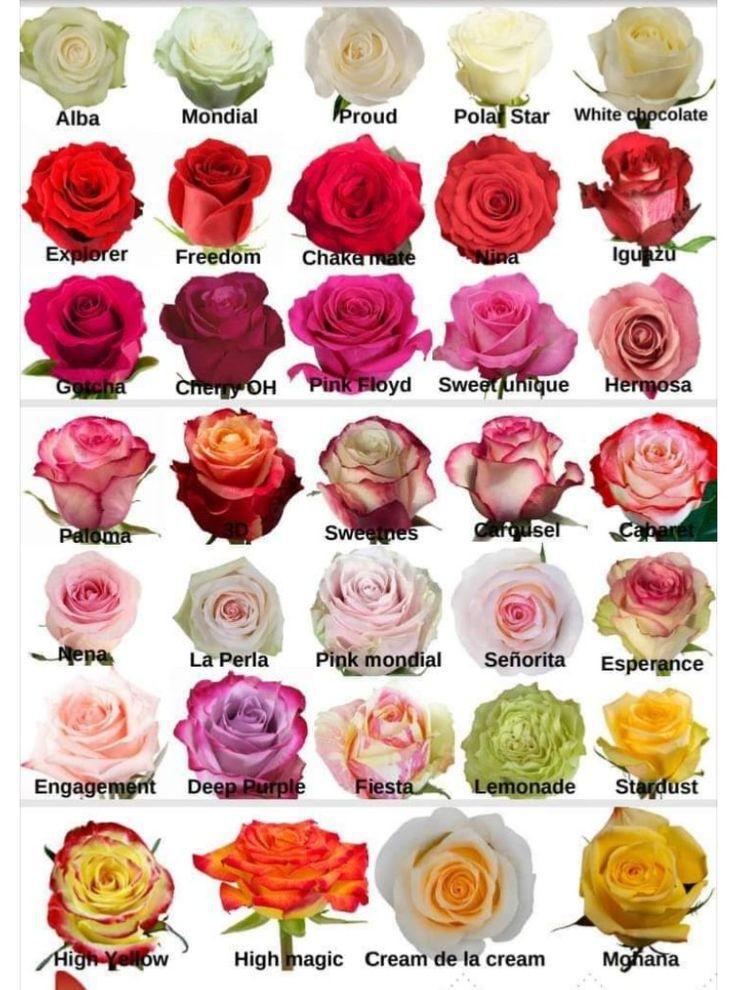 Alba
Mondial
Proud
Polar Star
White chocolate
Explorer
Freedom
Chake mate
Nina
Iguazu
Gotcha
Cherry OH
Pink Floyd
Sweet unique
Hermosa
Paloma
3D
Sweetnes
Carousel
Cabaret
Nena
La Perla
Pink mondial
Señorita
Esperance
Engagement
Deep Purple
Fiesta
Lemonade
Stardust
High Yellow
High magic
Cream de la cream
Mohana